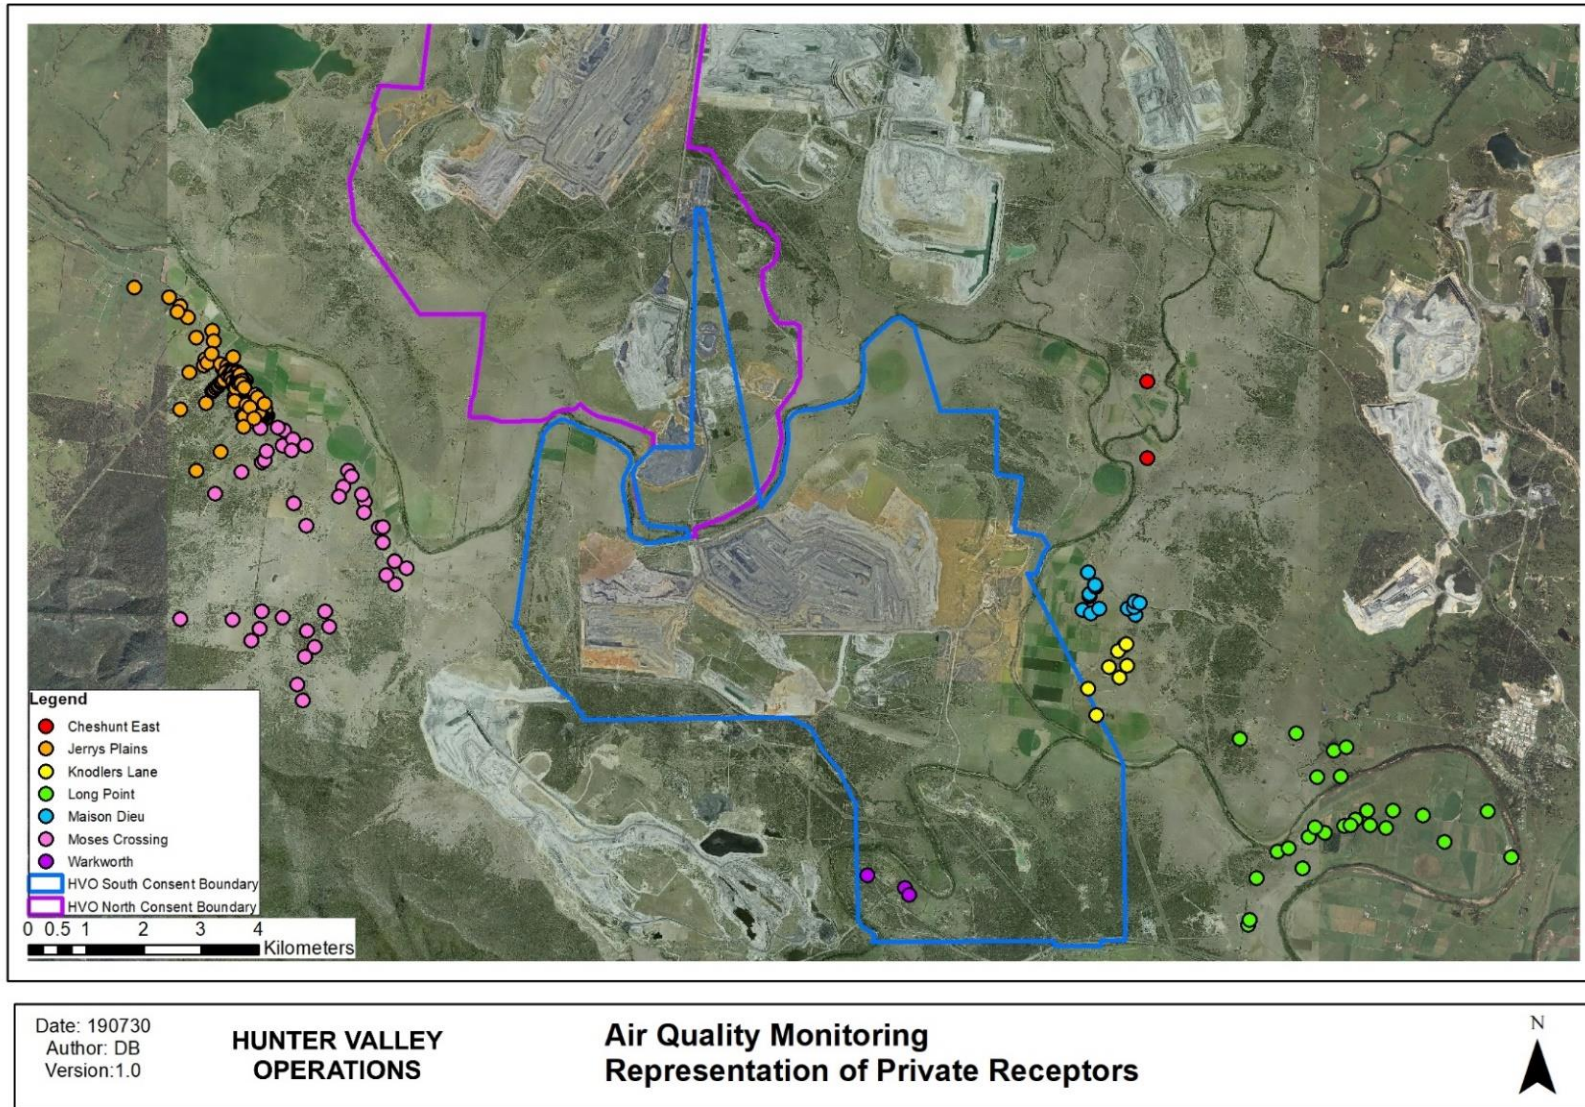 Legend
Cheshunt East
Jerrys Plains
Knodlers Lane
Long Point
Maison Dieu
Moses Crossing
Warkworth
HVO South Consent Boundary
HVO North Consent Boundary
0 0.5 1 2 3 4
Kilometers
Date: 190730
Author: DB
Version:1.0
HUNTER VALLEY
OPERATIONS
Air Quality Monitoring
Representation of Private Receptors
N